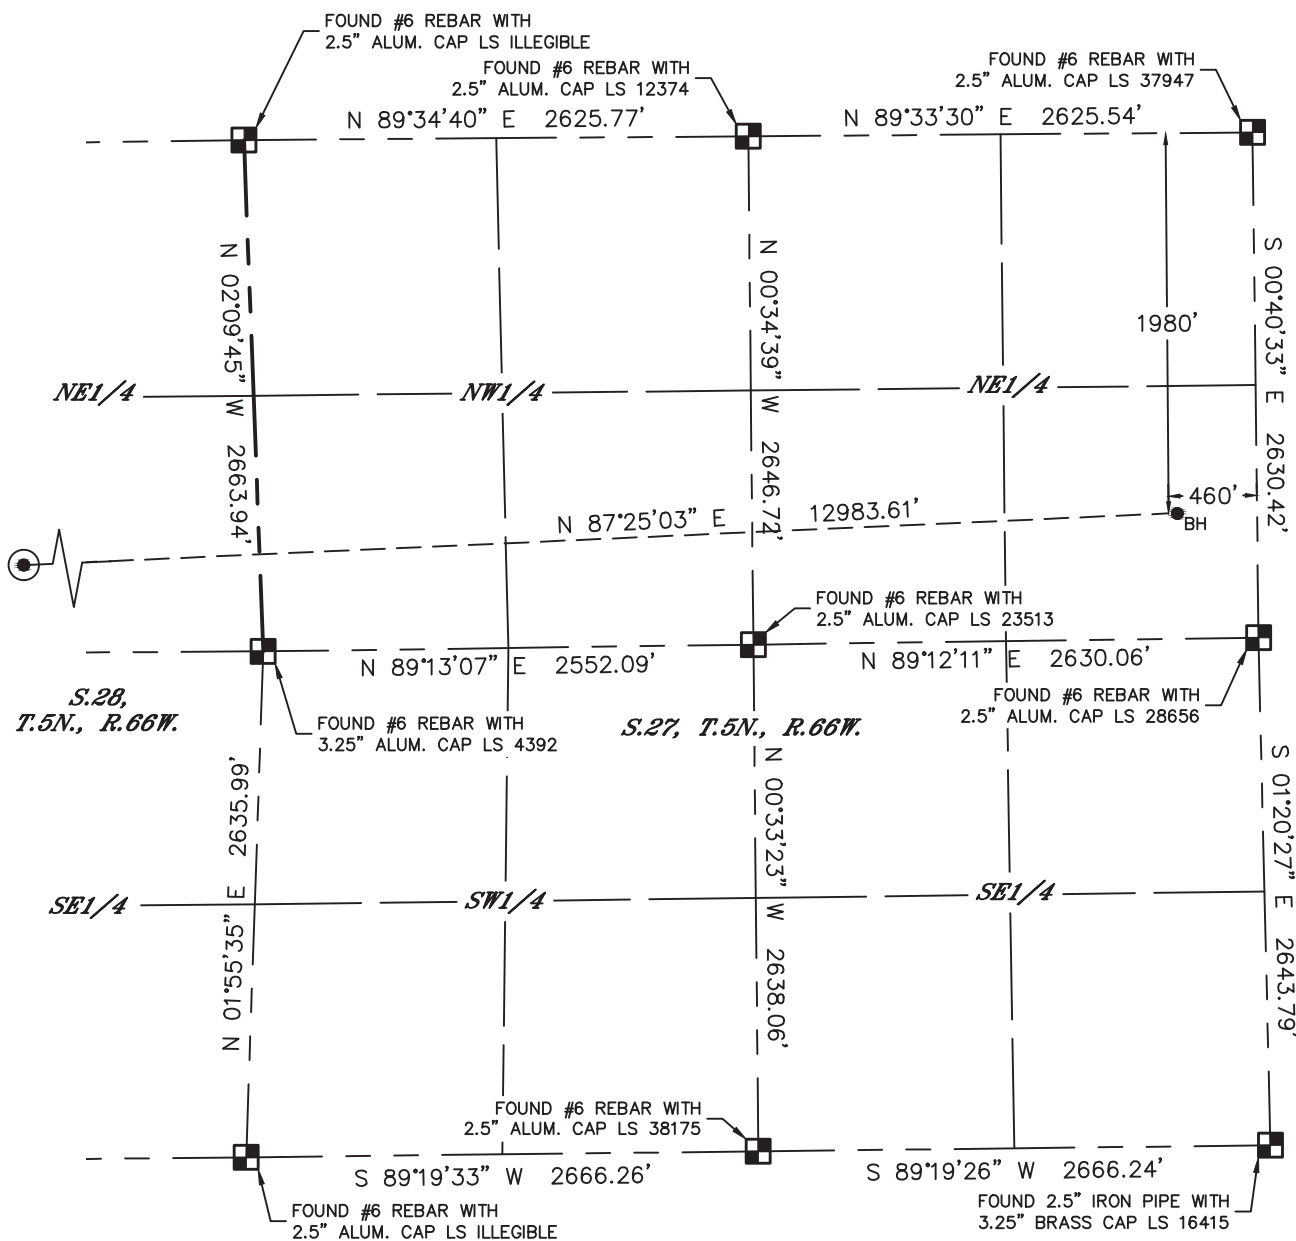 FOUND #6 REBAR WITH
2.5” ALUM. CAP LS ILLEGIBLE
FOUND #6 REBAR WITH
2.5” ALUM. CAP LS 12374
FOUND #6 REBAR WITH
2.5” ALUM. CAP LS 37947
N 89°34'40” E 2625.77'
N 89°33'30” E 2625.54'
N 02°09'45” W 2663.94'
N 00°34'39” W 2646.72'
S 00°40'33” E 2630.42'
1980'
NE1/4
NW1/4
NE1/4
460'
BH
N 87°25'03” E 12983.61'
FOUND #6 REBAR WITH
2.5” ALUM. CAP LS 23513
N 89°13'07” E 2552.09'
N 89°12'11” E 2630.06'
S.28,
T.5N., R.66W.
FOUND #6 REBAR WITH
3.25” ALUM. CAP LS 4392
S.27, T.5N., R.66W.
FOUND #6 REBAR WITH
2.5” ALUM. CAP LS 28656
N 01°55'35” E 2635.99'
N 00°33'23” W 2638.06'
S 01°20'27” E 2643.79'
SE1/4
SW1/4
SE1/4
FOUND #6 REBAR WITH
2.5” ALUM. CAP LS 38175
S 89°19'33” W 2666.26'
S 89°19'26” W 2666.24'
FOUND #6 REBAR WITH
2.5” ALUM. CAP LS ILLEGIBLE
FOUND 2.5” IRON PIPE WITH
3.25” BRASS CAP LS 16415